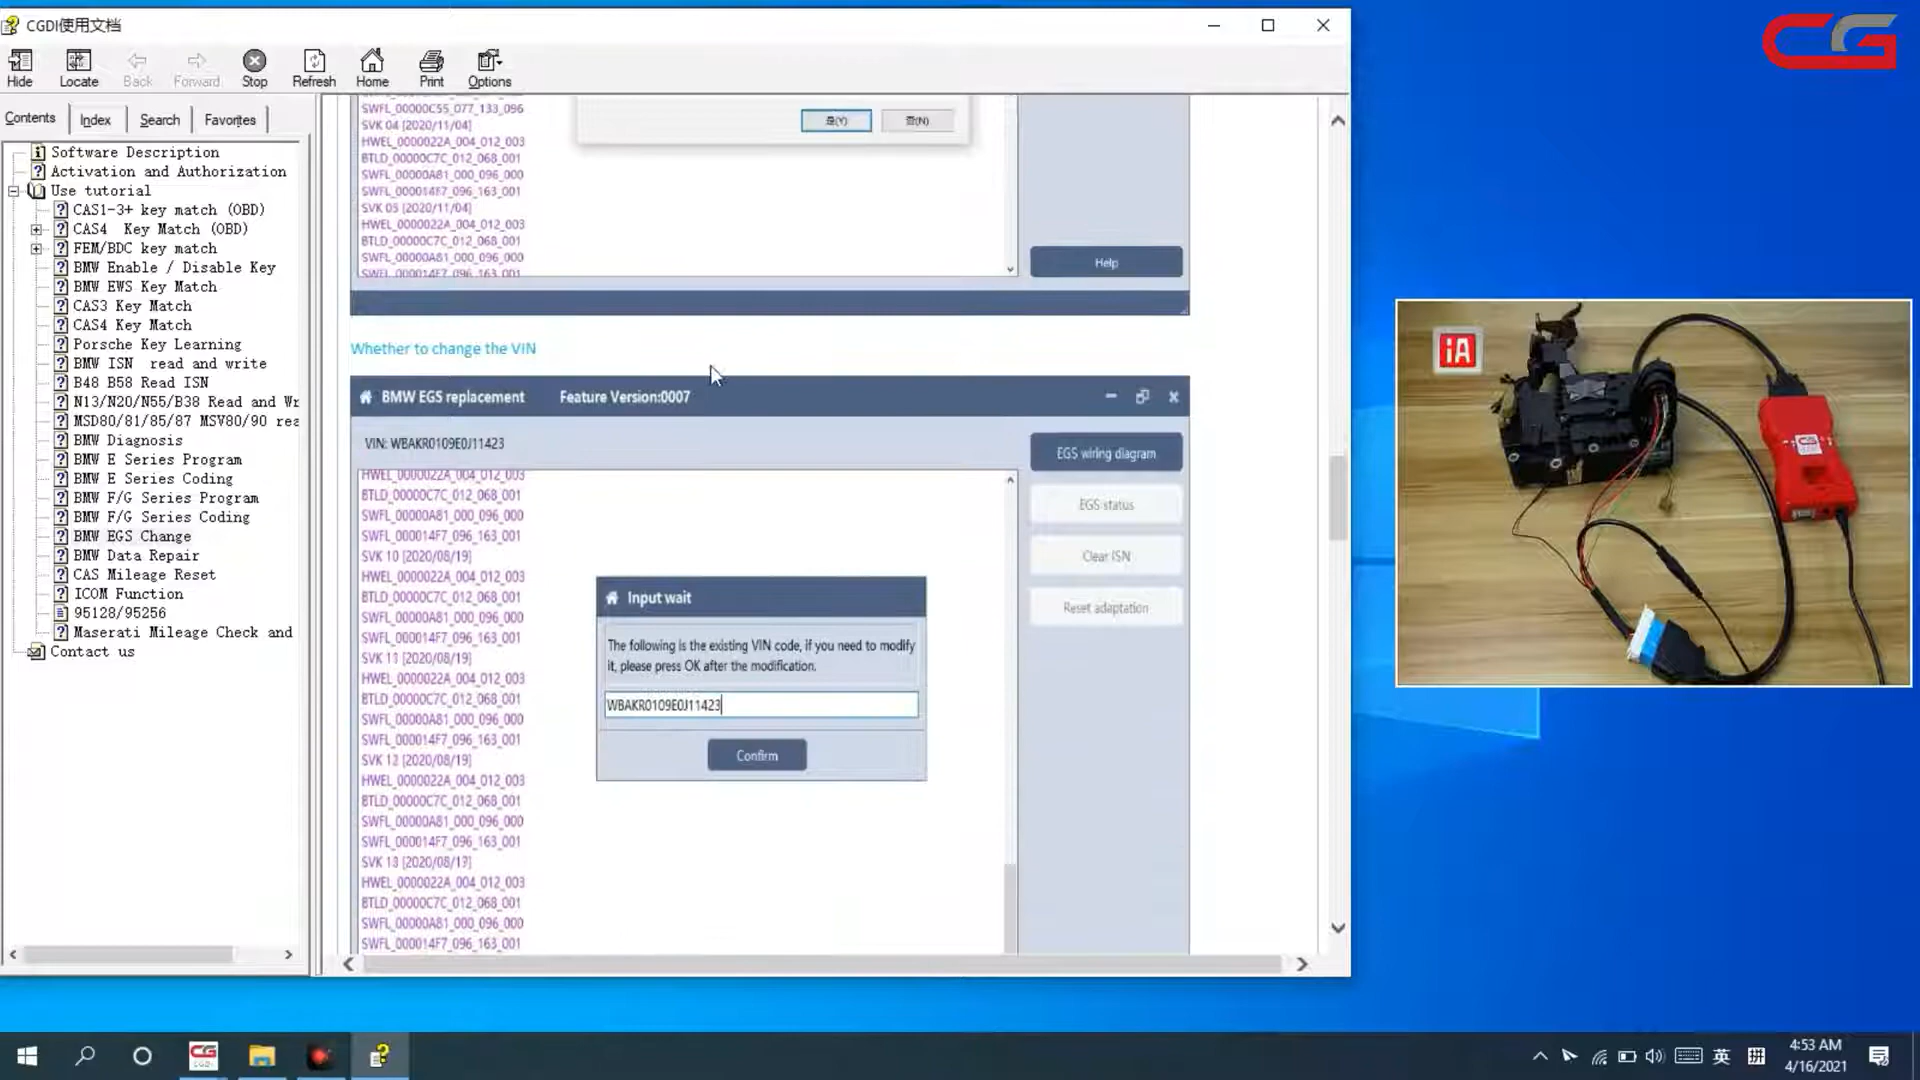 CGDI使用文档
Hide
Locate
Back
Forward
Stop
Refresh
Home
Print
Options
Contents
Index
Search
Favorites
Software Description
Activation and Authorization
Use tutorial
CAS1-3+ key match (OBD)
CAS4 Key Match (OBD)
FEM/BDC key match
BMW Enable / Disable Key
BMW EWS Key Match
CAS3 Key Match
CAS4 Key Match
Porsche Key Learning
BMW ISN read and write
B48 B58 Read ISN
N13/N20/N55/B38 Read and Wr
MSD80/81/85/87 MSV80/90 rea
BMW Diagnosis
BMW E Series Program
BMW E Series Coding
BMW F/G Series Program
BMW F/G Series Coding
BMW EGS Change
BMW Data Repair
CAS Mileage Reset
ICOM Function
95128/95256
Maserati Mileage Check and
Contact us
SWFL_00000C55_077_133_096
SVK 04 [2020/11/04]
HWEL_0000022A_004_012_003
BTLD_00000C7C_012_068_001
SWFL_00000A81_000_096_000
SWFL_000014F7_096_163_001
SVK 05 [2020/11/04]
HWEL_0000022A_004_012_003
BTLD_00000C7C_012_068_001
SWFL_00000A81_000_096_000
SWFL_000014F7_096_163_001
是(Y)
否(N)
Help
Whether to change the VIN
BMW EGS replacement
Feature Version:0007
VIN: WBAKR0109E0J11423
HWEL_0000022A_004_012_003
BTLD_00000C7C_012_068_001
SWFL_00000A81_000_096_000
SWFL_000014F7_096_163_001
SVK 10 [2020/08/19]
HWEL_0000022A_004_012_003
BTLD_00000C7C_012_068_001
SWFL_00000A81_000_096_000
SWFL_000014F7_096_163_001
SVK 11 [2020/08/19]
HWEL_0000022A_004_012_003
BTLD_00000C7C_012_068_001
SWFL_00000A81_000_096_000
SWFL_000014F7_096_163_001
SVK 12 [2020/08/19]
HWEL_0000022A_004_012_003
BTLD_00000C7C_012_068_001
SWFL_00000A81_000_096_000
SWFL_000014F7_096_163_001
SVK 13 [2020/08/19]
HWEL_0000022A_004_012_003
BTLD_00000C7C_012_068_001
SWFL_00000A81_000_096_000
SWFL_000014F7_096_163_001
EGS wiring diagram
EGS status
Clear ISN
Reset adaptation
Input wait
The following is the existing VIN code, if you need to modify
it, please press OK after the modification.
WBAKR0109E0J11423
Confirm
CG
iA
CG
CGDI
英
拼
4:53 AM
4/16/2021